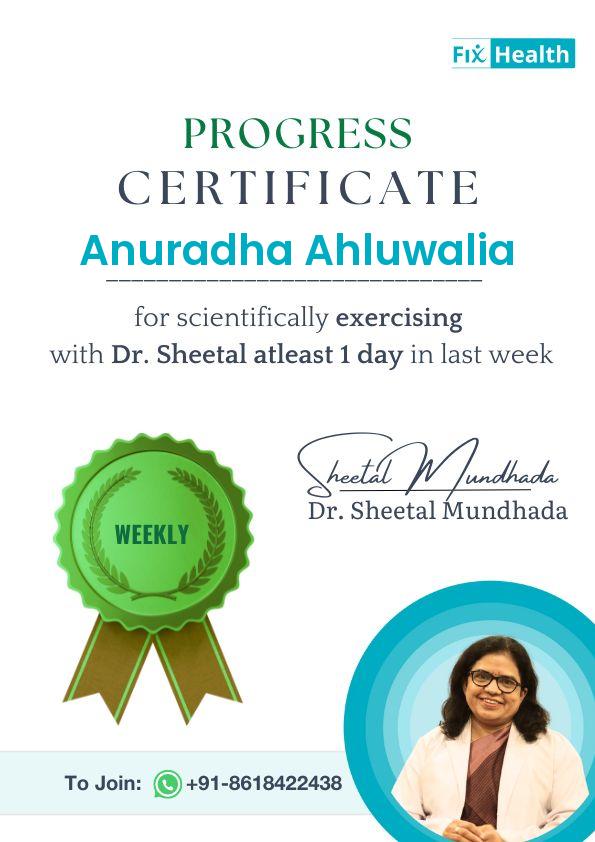 Fix Health
PROGRESS
CERTIFICATE
Anuradha Ahluwalia
for scientifically exercising
with Dr. Sheetal atleast 1 day in last week
WEEKLY
Sheetal Mundhada
Dr. Sheetal Mundhada
To Join: +91-8618422438